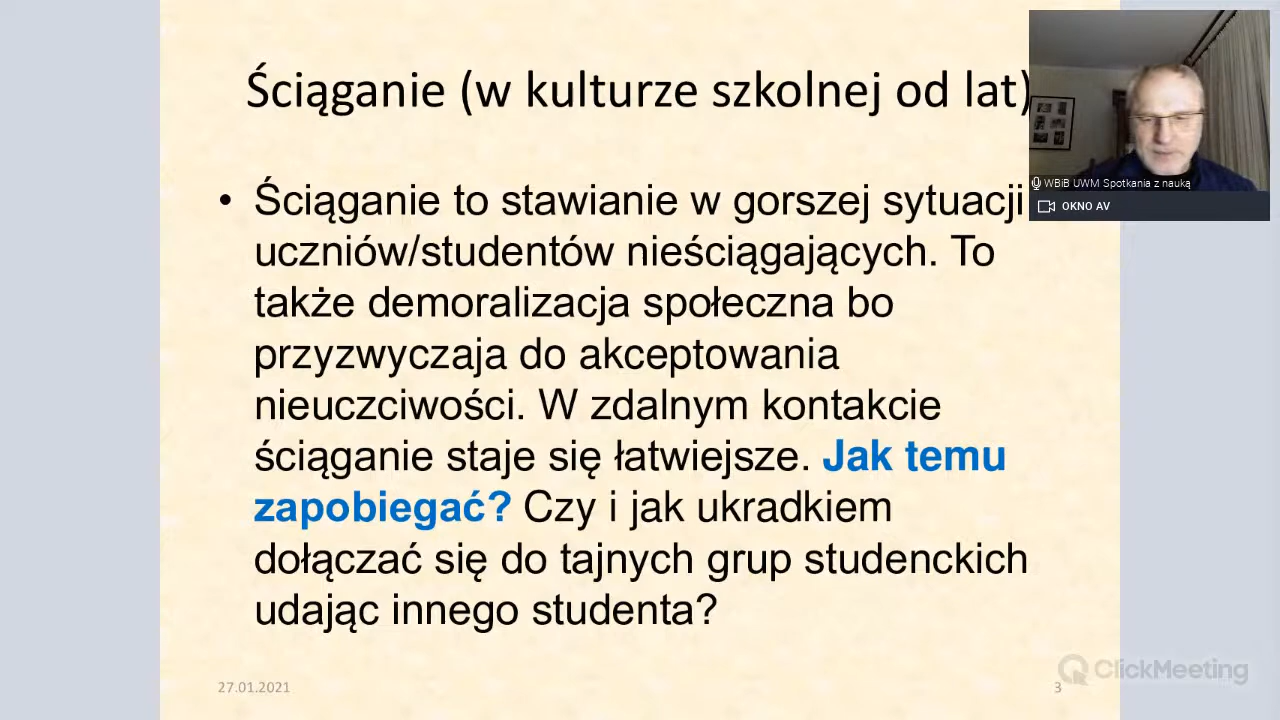 Ściąganie (w kulturze szkolnej od lat)
• Ściąganie to stawianie w gorszej sytuacji
uczniów/studentów nieściągających. To
także demoralizacja społeczna bo
przyzwyczaja do akceptowania
nieuczciwości. W zdalnym kontakcie
ściąganie staje się łatwiejsze. Jak temu
zapobiegać? Czy i jak ukradkiem
dołączać się do tajnych grup studenckich
udając innego studenta?
27.01.2021
3
WBiB UWM Spotkania z nauką
OKNO AV
ClickMeeting